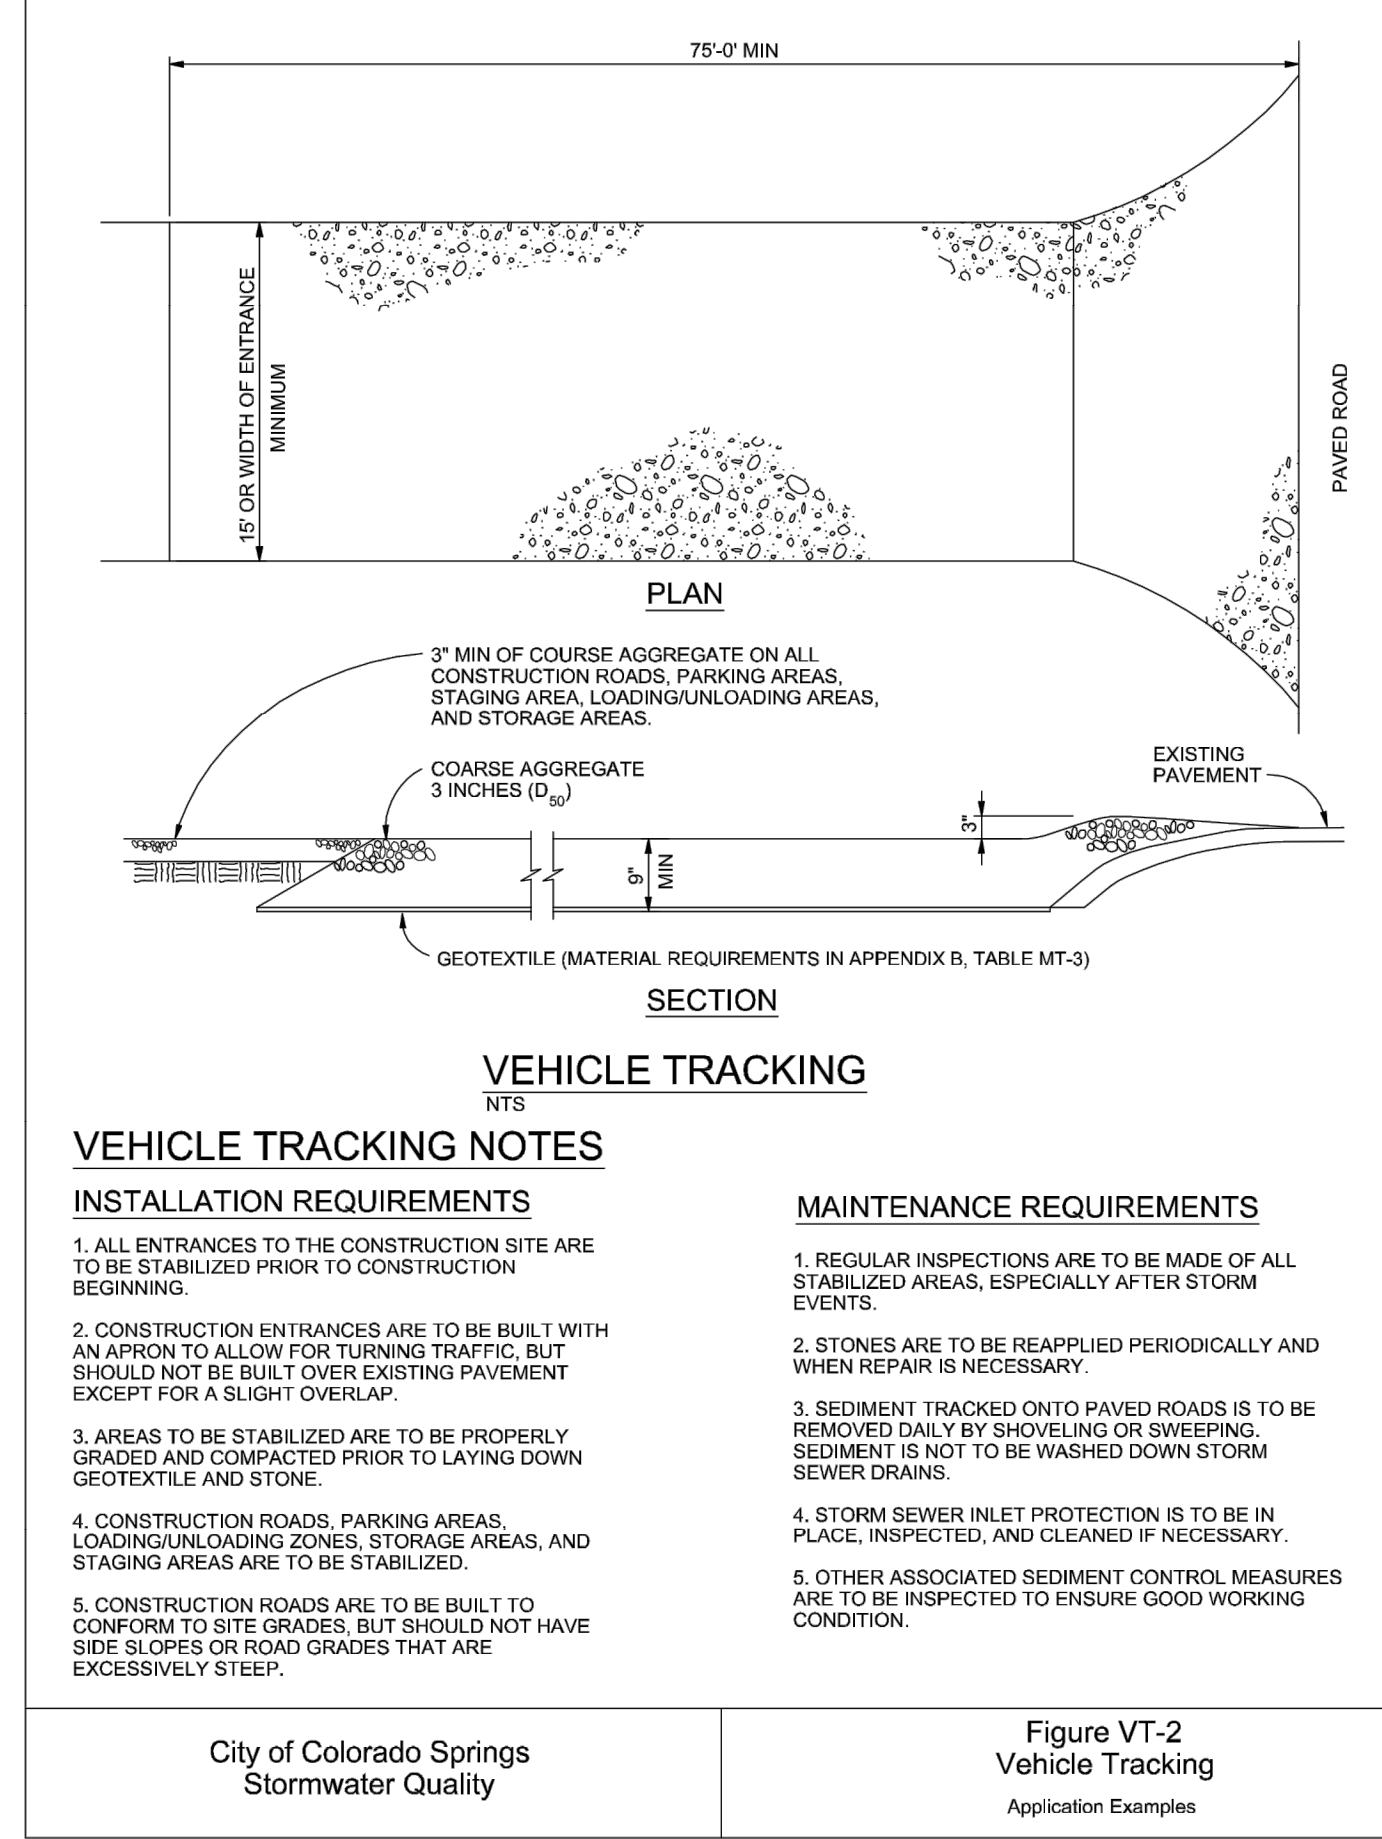 75'-0' MIN
15' OR WIDTH OF ENTRANCE
MINIMUM
PAVED ROAD
PLAN
3" MIN OF COURSE AGGREGATE ON ALL
CONSTRUCTION ROADS, PARKING AREAS,
STAGING AREA, LOADING/UNLOADING AREAS,
AND STORAGE AREAS.
COARSE AGGREGATE
3 INCHES (D50)
EXISTING
PAVEMENT
3"
9"
MIN
GEOTEXTILE (MATERIAL REQUIREMENTS IN APPENDIX B, TABLE MT-3)
SECTION
VEHICLE TRACKING
NTS
VEHICLE TRACKING NOTES
INSTALLATION REQUIREMENTS
1. ALL ENTRANCES TO THE CONSTRUCTION SITE ARE
TO BE STABILIZED PRIOR TO CONSTRUCTION
BEGINNING.
2. CONSTRUCTION ENTRANCES ARE TO BE BUILT WITH
AN APRON TO ALLOW FOR TURNING TRAFFIC, BUT
SHOULD NOT BE BUILT OVER EXISTING PAVEMENT
EXCEPT FOR A SLIGHT OVERLAP.
3. AREAS TO BE STABILIZED ARE TO BE PROPERLY
GRADED AND COMPACTED PRIOR TO LAYING DOWN
GEOTEXTILE AND STONE.
4. CONSTRUCTION ROADS, PARKING AREAS,
LOADING/UNLOADING ZONES, STORAGE AREAS, AND
STAGING AREAS ARE TO BE STABILIZED.
5. CONSTRUCTION ROADS ARE TO BE BUILT TO
CONFORM TO SITE GRADES, BUT SHOULD NOT HAVE
SIDE SLOPES OR ROAD GRADES THAT ARE
EXCESSIVELY STEEP.
MAINTENANCE REQUIREMENTS
1. REGULAR INSPECTIONS ARE TO BE MADE OF ALL
STABILIZED AREAS, ESPECIALLY AFTER STORM
EVENTS.
2. STONES ARE TO BE REAPPLIED PERIODICALLY AND
WHEN REPAIR IS NECESSARY.
3. SEDIMENT TRACKED ONTO PAVED ROADS IS TO BE
REMOVED DAILY BY SHOVELING OR SWEEPING.
SEDIMENT IS NOT TO BE WASHED DOWN STORM
SEWER DRAINS.
4. STORM SEWER INLET PROTECTION IS TO BE IN
PLACE, INSPECTED, AND CLEANED IF NECESSARY.
5. OTHER ASSOCIATED SEDIMENT CONTROL MEASURES
ARE TO BE INSPECTED TO ENSURE GOOD WORKING
CONDITION.
City of Colorado Springs
Stormwater Quality
Figure VT-2
Vehicle Tracking
Application Examples